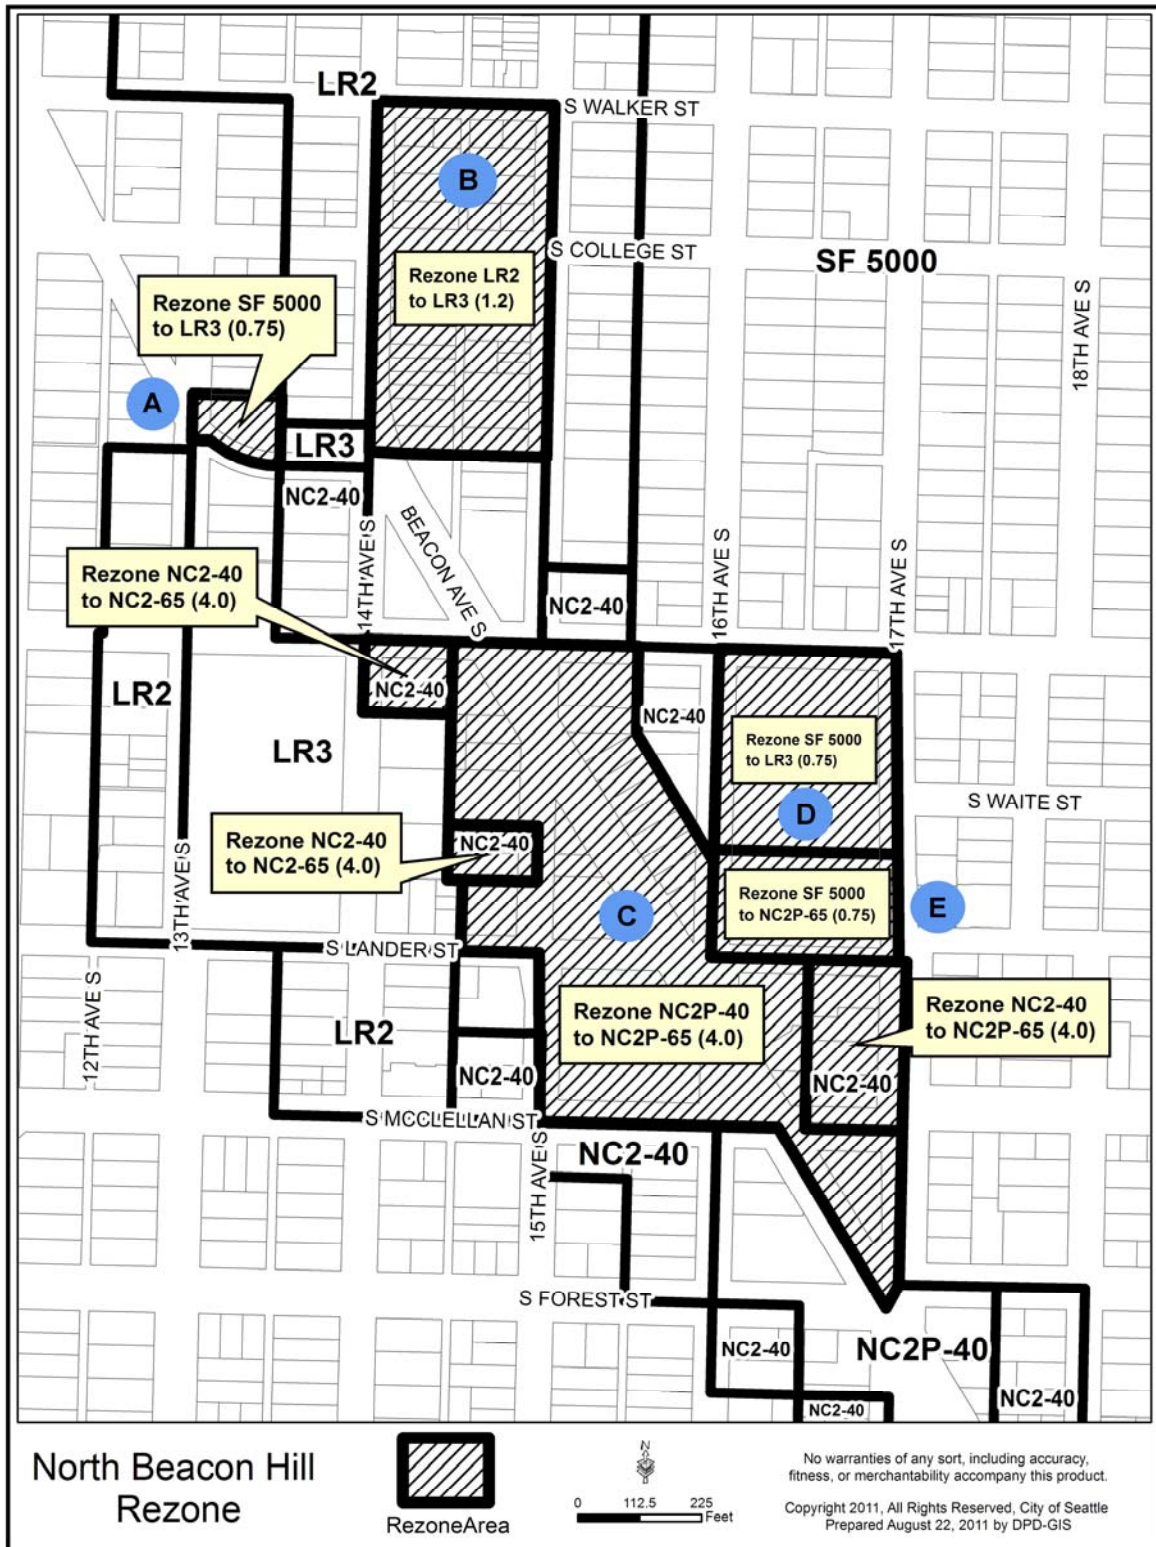 LR2
S WALKER ST
B
S COLLEGE ST
SF 5000
Rezone LR2
to LR3 (1.2)
Rezone SF 5000
to LR3 (0.75)
18TH AVE S
A
LR3
NC2-40
14TH AVE S
BEACON AVE S
16TH AVE S
17TH AVE S
Rezone NC2-40
to NC2-65 (4.0)
NC2-40
LR2
NC2-40
NC2-40
LR3
Rezone SF 5000
to LR3 (0.75)
D
S WAITE ST
Rezone NC2-40
to NC2-65 (4.0)
NC2-40
13TH AVE S
Rezone SF 5000
to NC2P-65 (0.75)
E
C
S LANDER ST
12TH AVE S
LR2
Rezone NC2P-40
to NC2P-65 (4.0)
Rezone NC2-40
to NC2P-65 (4.0)
NC2-40
NC2-40
S MCCLELLAN ST
15TH AVE S
NC2-40
S FOREST ST
NC2-40
NC2P-40
NC2-40
NC2-40
North Beacon Hill
Rezone
RezoneArea
N
0 112.5 225
Feet
No warranties of any sort, including accuracy,
fitness, or merchantability accompany this product.
Copyright 2011, All Rights Reserved, City of Seattle
Prepared August 22, 2011 by DPD-GIS